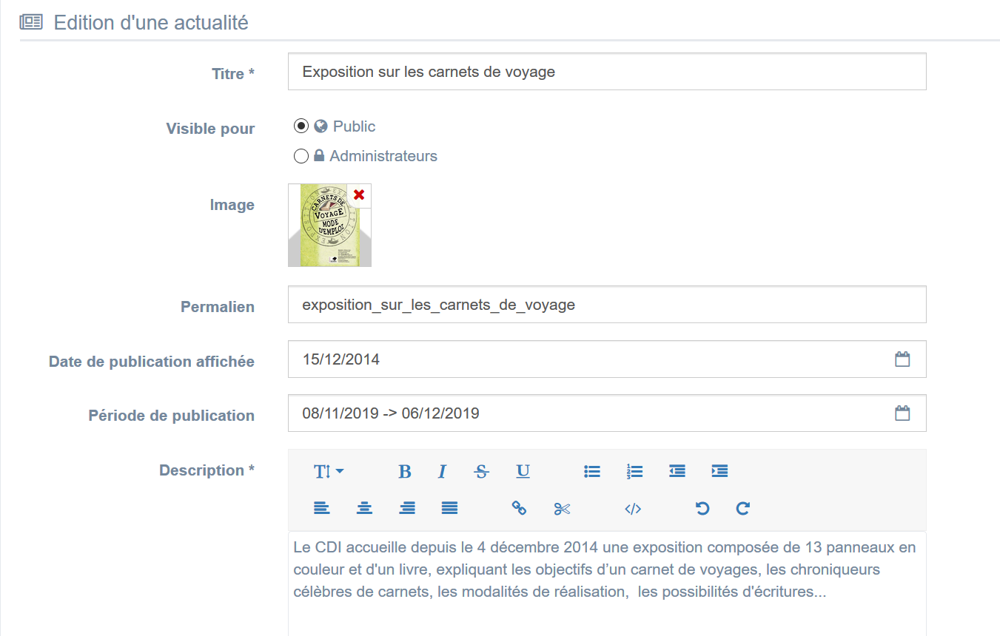 Edition d'une actualité
Titre *
Exposition sur les carnets de voyage
Visible pour
Public
Administrateurs
Image
EXPOSITION
CARNETS DE
VOYAGE
MODE
D'EMPLOI
EXPOSITION
Permalien
exposition_sur_les_carnets_de_voyage
Date de publication affichée
15/12/2014
Période de publication
08/11/2019 -> 06/12/2019
Description *
Le CDI accueille depuis le 4 décembre 2014 une exposition composée de 13 panneaux en
couleur et d'un livre, expliquant les objectifs d’un carnet de voyages, les chroniqueurs
célèbres de carnets, les modalités de réalisation,  les possibilités d'écritures...